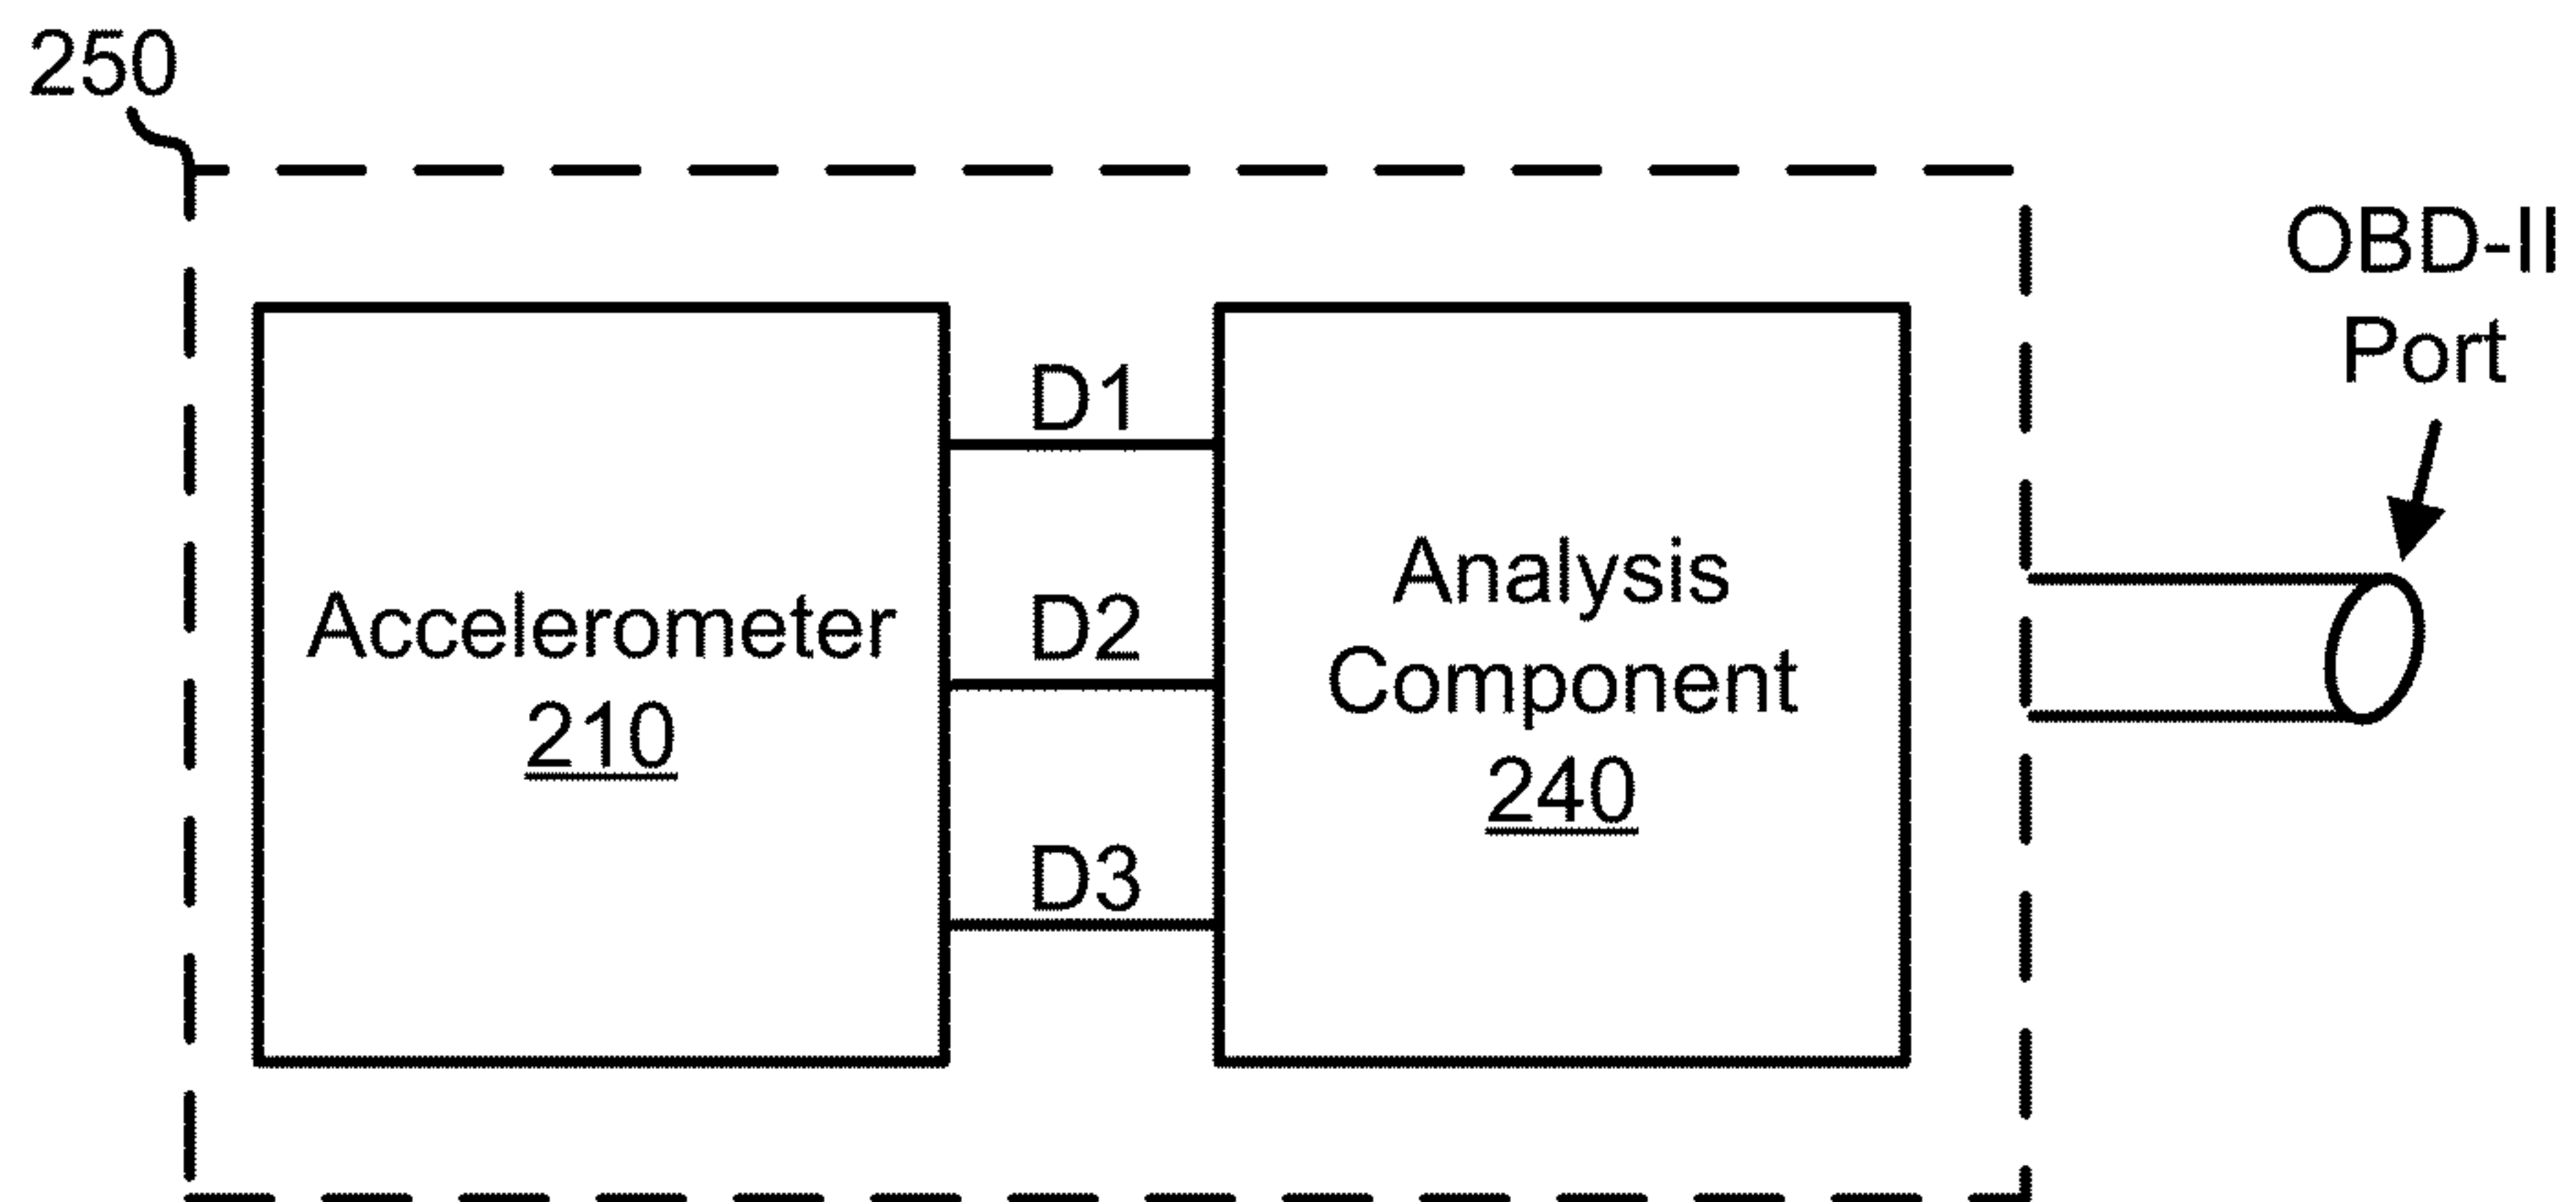 250
OBD-II
Port
Accelerometer
210
D1
D2
D3
Analysis
Component
240